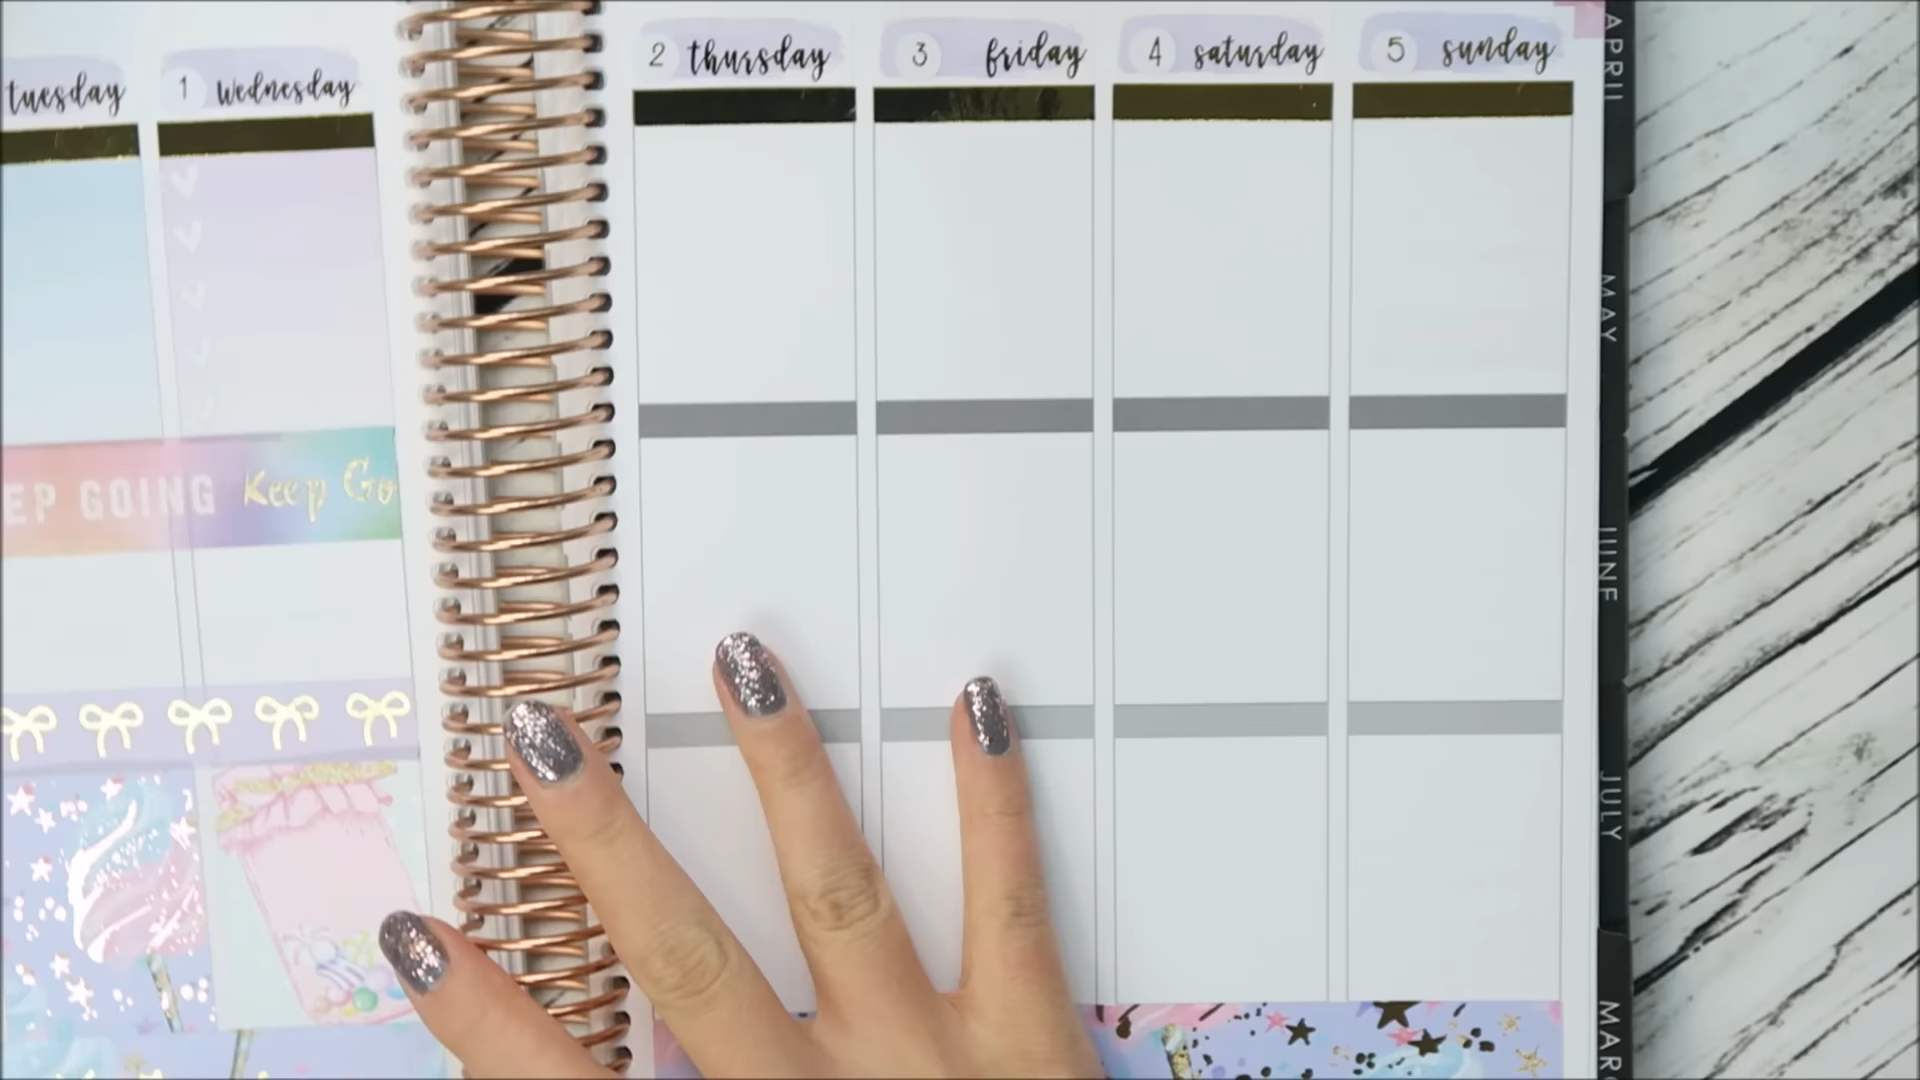 tuesday
1 Wednesday
2 thursday
3 friday
4 saturday
5 sunday
EP GOING Keep Go
APRIL
MAY
JUNE
JULY
MARC